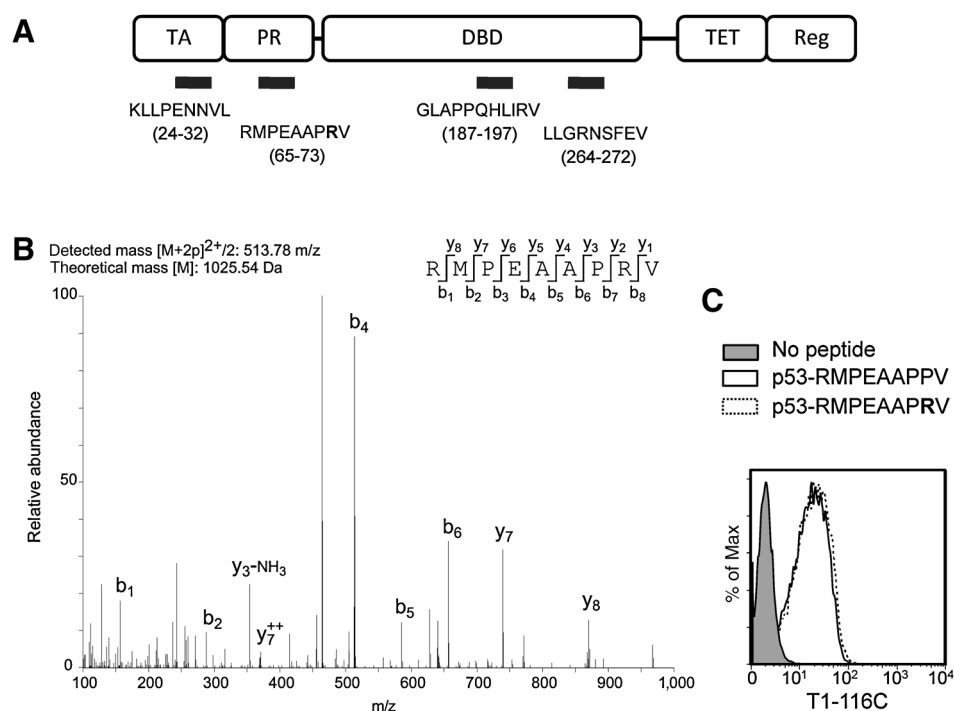 A
TA PR DBD TET Reg
KLLPENNVL
(24-32)
RMPEAAPRV
(65-73)
GLAPPQHLIRV
(187-197)
LLGRNSFEV
(264-272)
B
Detected mass [M+2p]2+/2: 513.78 m/z
Theoretical mass [M]: 1025.54 Da
y8 y7 y6 y5 y4 y3 y2 y1
R M P E A A P R V
b1 b2 b3 b4 b5 b6 b7 b8
Relative abundance
100
50
0
b1
b2
y3-NH3
y7++
b4
b5
b6
y7
y8
100 200 300 400 500 600 700 800 900 1,000
m/z
C
No peptide
p53-RMPEAAPPV
p53-RMPEAAPRV
% of Max
0 101 102 103 104
T1-116C